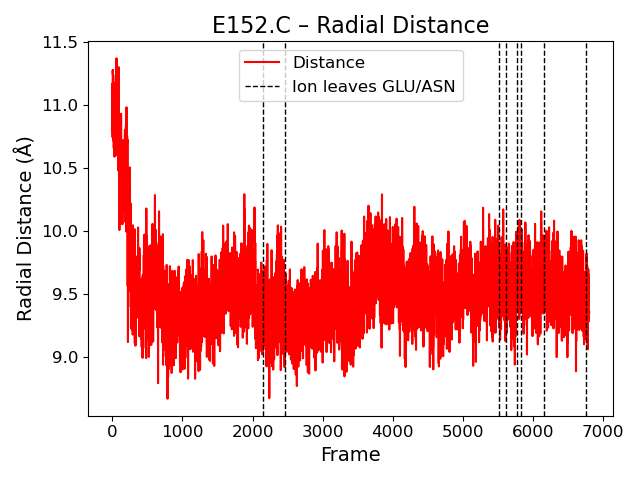 E152.C – Radial Distance
Distance
Ion leaves GLU/ASN
Radial Distance (Å)
11.5
11.0
10.5
10.0
9.5
9.0
0 1000 2000 3000 4000 5000 6000 7000
Frame